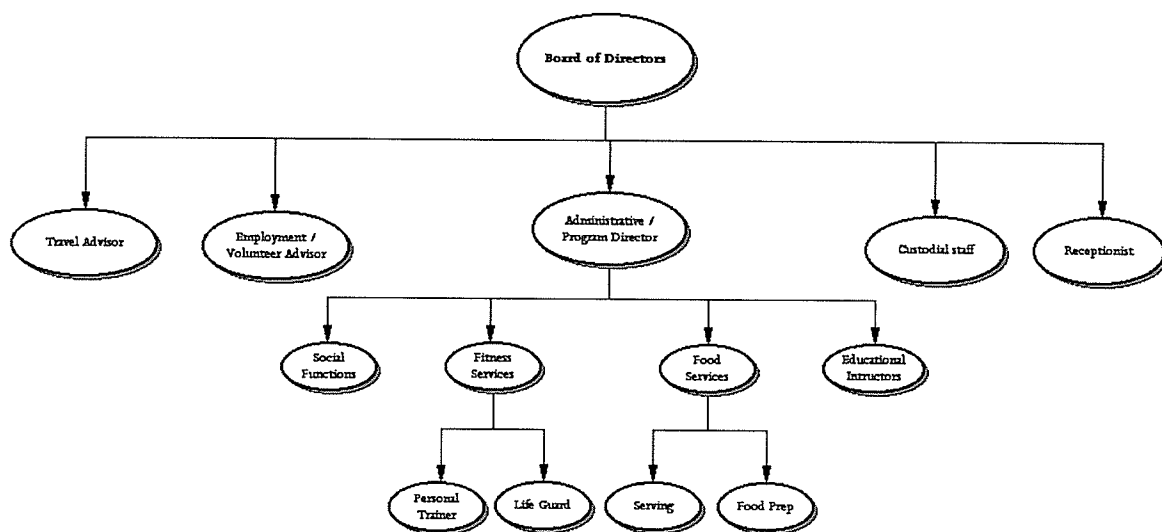 Board of Directors
Travel Advisor
Employment /
Volunteer Advisor
Administrative /
Program Director
Custodial staff
Receptionist
Social
Functions
Fitness
Services
Food
Services
Educational
Intructors
Personal
Trainer
Life Guard
Serving
Food Prep